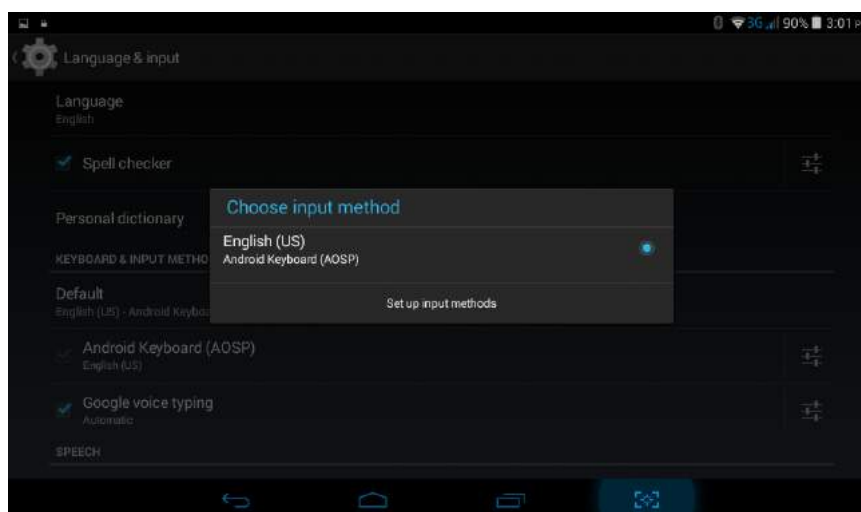 3G 90% 3:01 P
Language & input
Language
English
Spell checker
Personal dictionary
Choose input method
English (US)
Android Keyboard (AOSP)
KEYBOARD & INPUT METHO
Set up input methods
Default
English (US) - Android Keyboa
Android Keyboard (AOSP)
English (US)
Google voice typing
Automatic
SPEECH